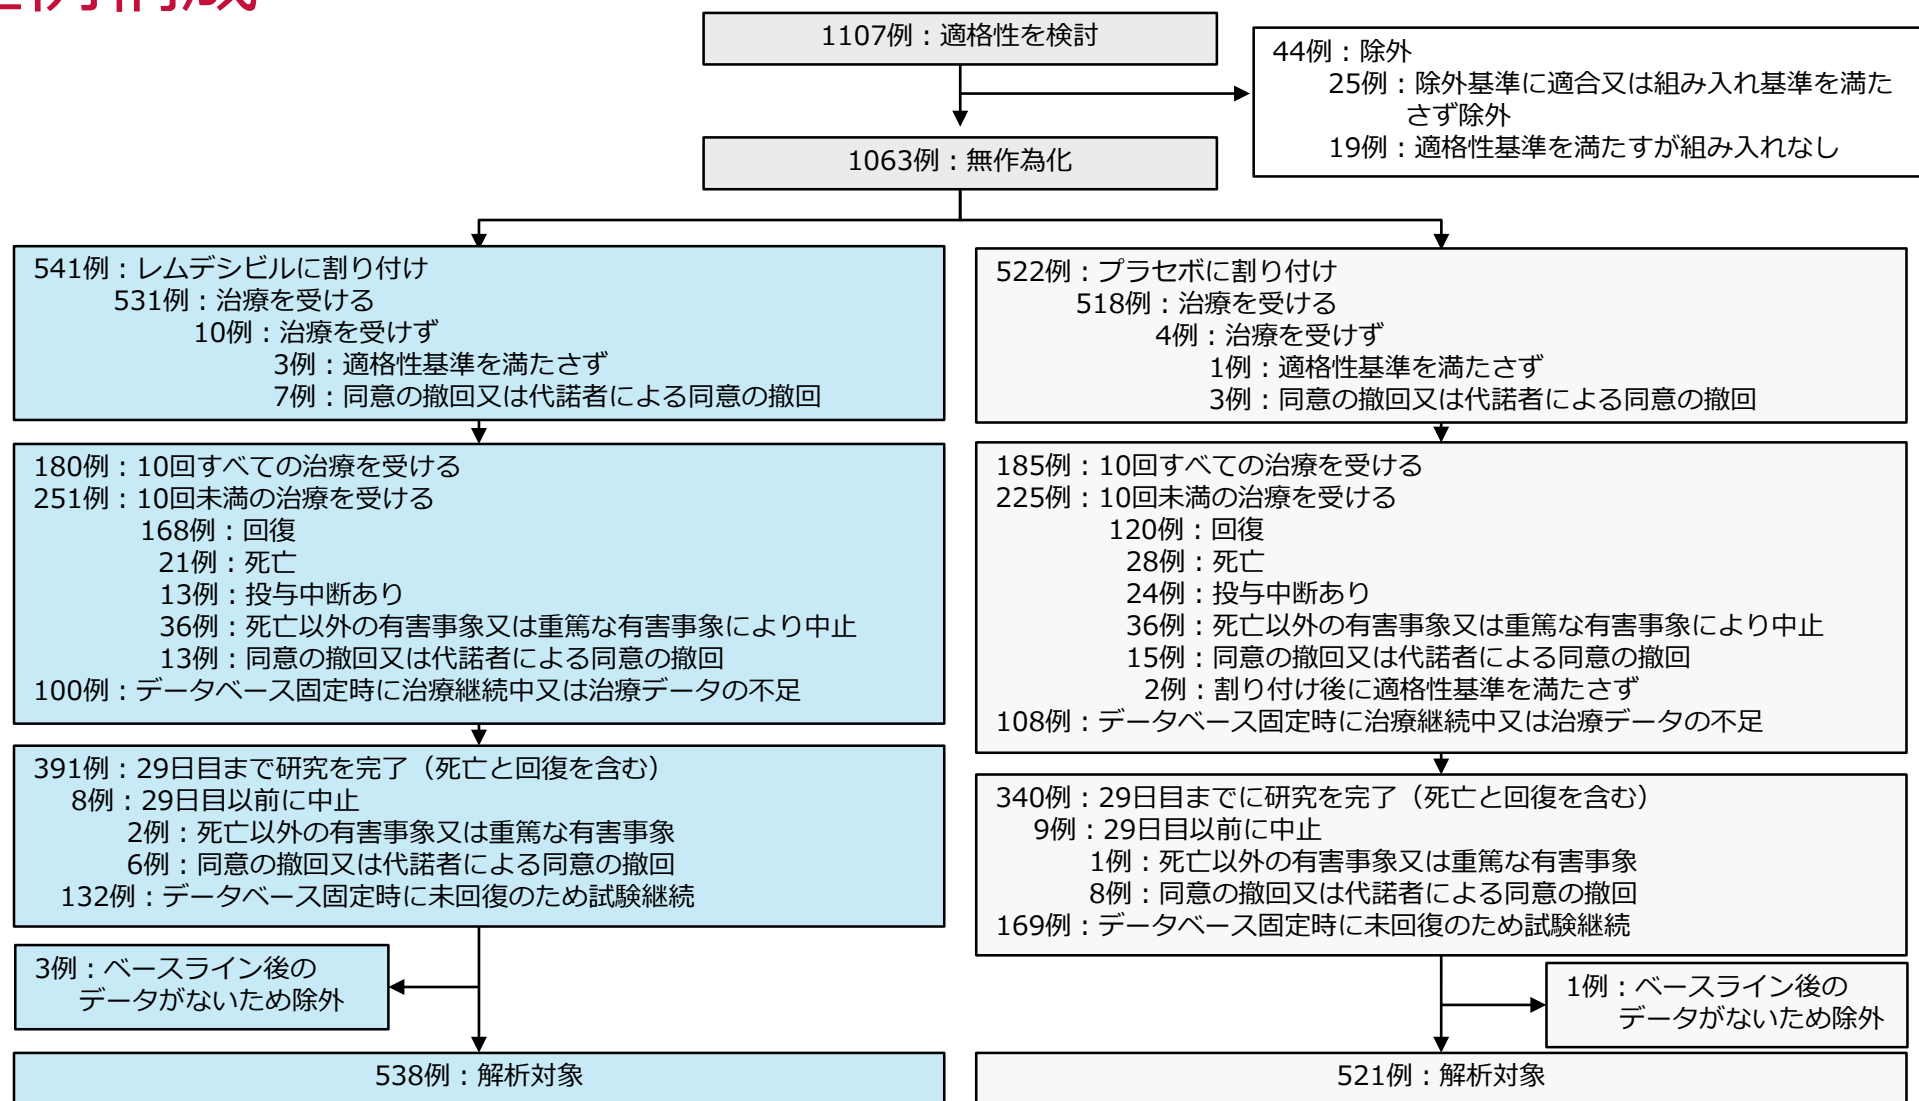 1107例：適格性を検討
44例：除外
25例：除外基準に適合又は組み入れ基準を満た
さず除外
19例：適格性基準を満たすが組み入れなし
1063例：無作為化
541例：レムデシビルに割り付け
531例：治療を受ける
10例：治療を受けず
3例：適格性基準を満たさず
7例：同意の撤回又は代諾者による同意の撤回
522例：プラセボに割り付け
518例：治療を受ける
4例：治療を受けず
1例：適格性基準を満たさず
3例：同意の撤回又は代諾者による同意の撤回
180例：10回すべての治療を受ける
251例：10回未満の治療を受ける
168例：回復
21例：死亡
13例：投与中断あり
36例：死亡以外の有害事象又は重篤な有害事象により中止
13例：同意の撤回又は代諾者による同意の撤回
100例：データベース固定時に治療継続中又は治療データの不足
185例：10回すべての治療を受ける
225例：10回未満の治療を受ける
120例：回復
28例：死亡
24例：投与中断あり
36例：死亡以外の有害事象又は重篤な有害事象により中止
15例：同意の撤回又は代諾者による同意の撤回
2例：割り付け後に適格性基準を満たさず
108例：データベース固定時に治療継続中又は治療データの不足
391例：29日目まで研究を完了（死亡と回復を含む）
8例：29日目以前に中止
2例：死亡以外の有害事象又は重篤な有害事象
6例：同意の撤回又は代諾者による同意の撤回
132例：データベース固定時に未回復のため試験継続
340例：29日目までに研究を完了（死亡と回復を含む）
9例：29日目以前に中止
1例：死亡以外の有害事象又は重篤な有害事象
8例：同意の撤回又は代諾者による同意の撤回
169例：データベース固定時に未回復のため試験継続
3例：ベースライン後の
データがないため除外
1例：ベースライン後の
データがないため除外
538例：解析対象
521例：解析対象